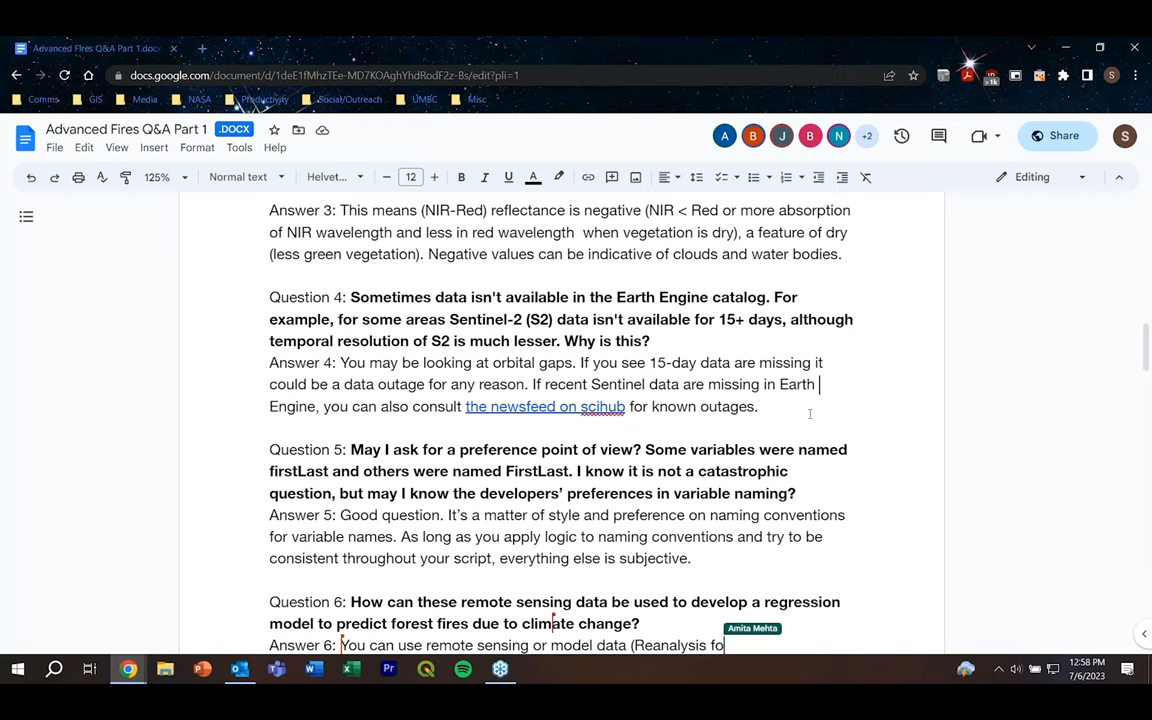 Advanced Fires Q&A Part 1.docx
docs.google.com/document/d/1deE1fMhzTEe-MD7KOAghYhdRodF2z-Bs/edit?pli=1
S
Comms GIS Media NASA Productivity Social/Outreach UMBC Misc
Advanced Fires Q&A Part 1 .DOCX
A B J B N +2 Share S
File Edit View Insert Format Tools Help
125% Normal text Helvet... 12 B I U A Editing
Answer 3: This means (NIR-Red) reflectance is negative (NIR < Red or more absorption
of NIR wavelength and less in red wavelength when vegetation is dry), a feature of dry
(less green vegetation). Negative values can be indicative of clouds and water bodies.
Question 4: Sometimes data isn't available in the Earth Engine catalog. For
example, for some areas Sentinel-2 (S2) data isn't available for 15+ days, although
temporal resolution of S2 is much lesser. Why is this?
Answer 4: You may be looking at orbital gaps. If you see 15-day data are missing it
could be a data outage for any reason. If recent Sentinel data are missing in Earth
Engine, you can also consult the newsfeed on scihub for known outages.
Question 5: May I ask for a preference point of view? Some variables were named
firstLast and others were named FirstLast. I know it is not a catastrophic
question, but may I know the developers’ preferences in variable naming?
Answer 5: Good question. It’s a matter of style and preference on naming conventions
for variable names. As long as you apply logic to naming conventions and try to be
consistent throughout your script, everything else is subjective.
Question 6: How can these remote sensing data be used to develop a regression
model to predict forest fires due to climate change?
Amita Mehta
Answer 6: You can use remote sensing or model data (Reanalysis fo
12:58 PM
7/6/2023